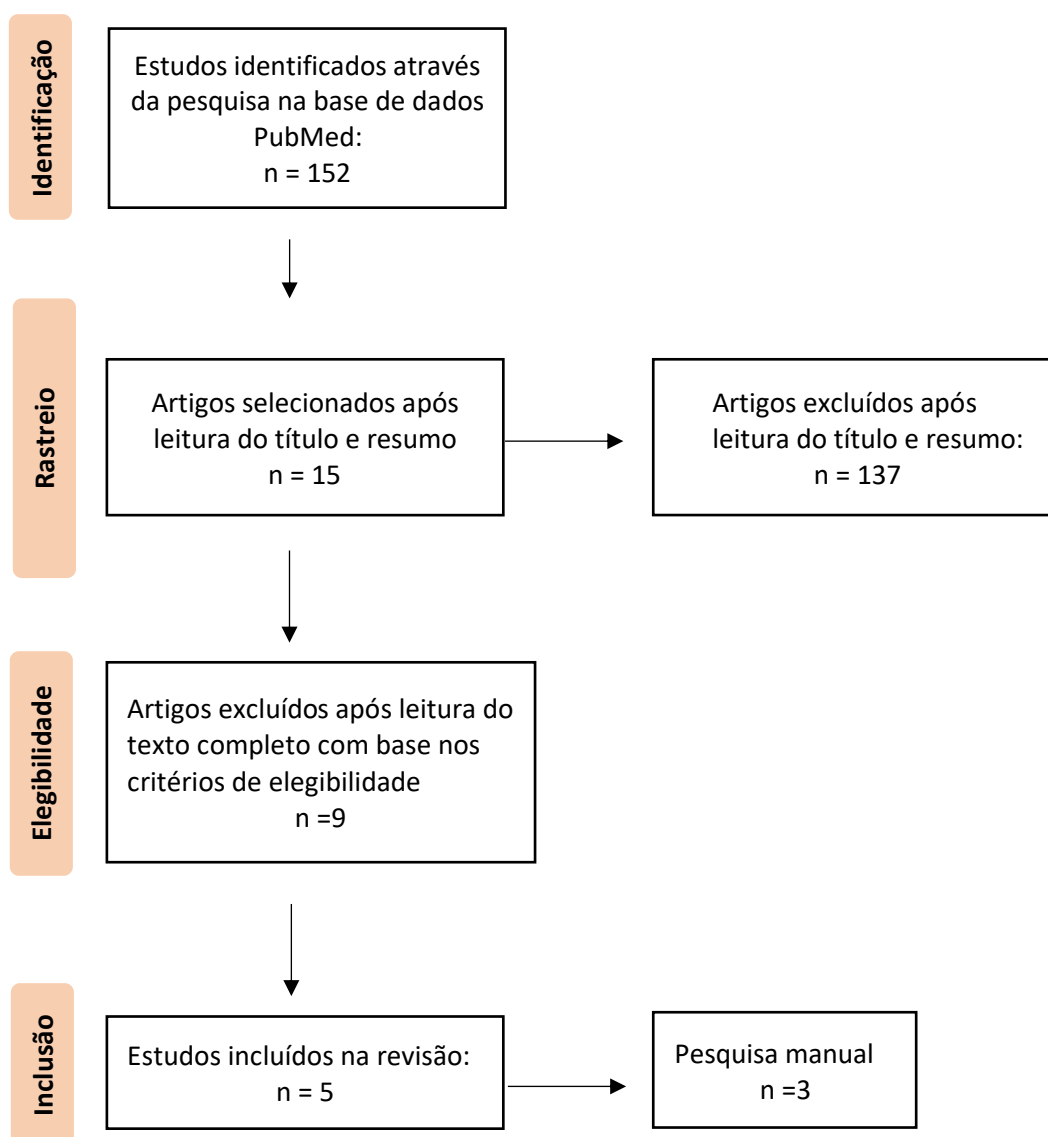 Identificação
Estudos identificados através
da pesquisa na base de dados
PubMed:
n = 152
Rastreio
Artigos selecionados após
leitura do título e resumo
n = 15
Artigos excluídos após
leitura do título e resumo:
n = 137
Elegibilidade
Artigos excluídos após leitura do
texto completo com base nos
critérios de elegibilidade
n =9
Inclusão
Estudos incluídos na revisão:
n = 5
Pesquisa manual
n =3